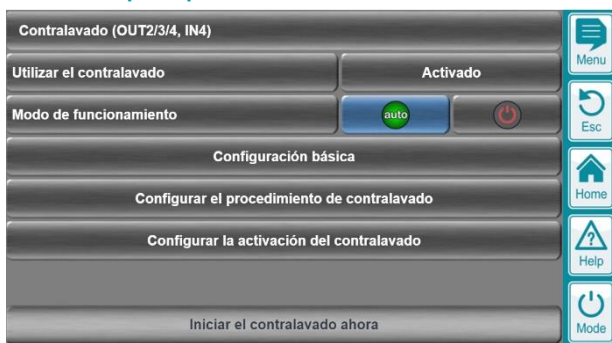 Contralavado (OUT2/3/4, IN4)
Utilizar el contralavado
Activado
Modo de funcionamiento
auto
Configuración básica
Configurar el procedimiento de contralavado
Configurar la activación del contralavado
Iniciar el contralavado ahora
Menu
Esc
Home
Help
Mode